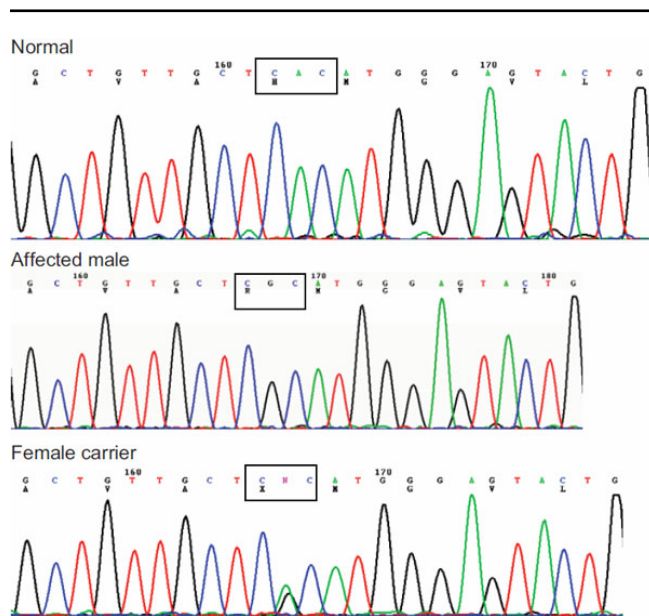 Normal
160 170
G C T G T T G C T C A C A T G G G A G T A C T G
A V A H M G V L
Affected male
160 170 180
G C T G T T G C T C G C A T G G G A G T A C T G
A V A R M G V L
Female carrier
160 170
G C T G T T G C T C N C A T G G G A G T A C T G
A V A X M G V L